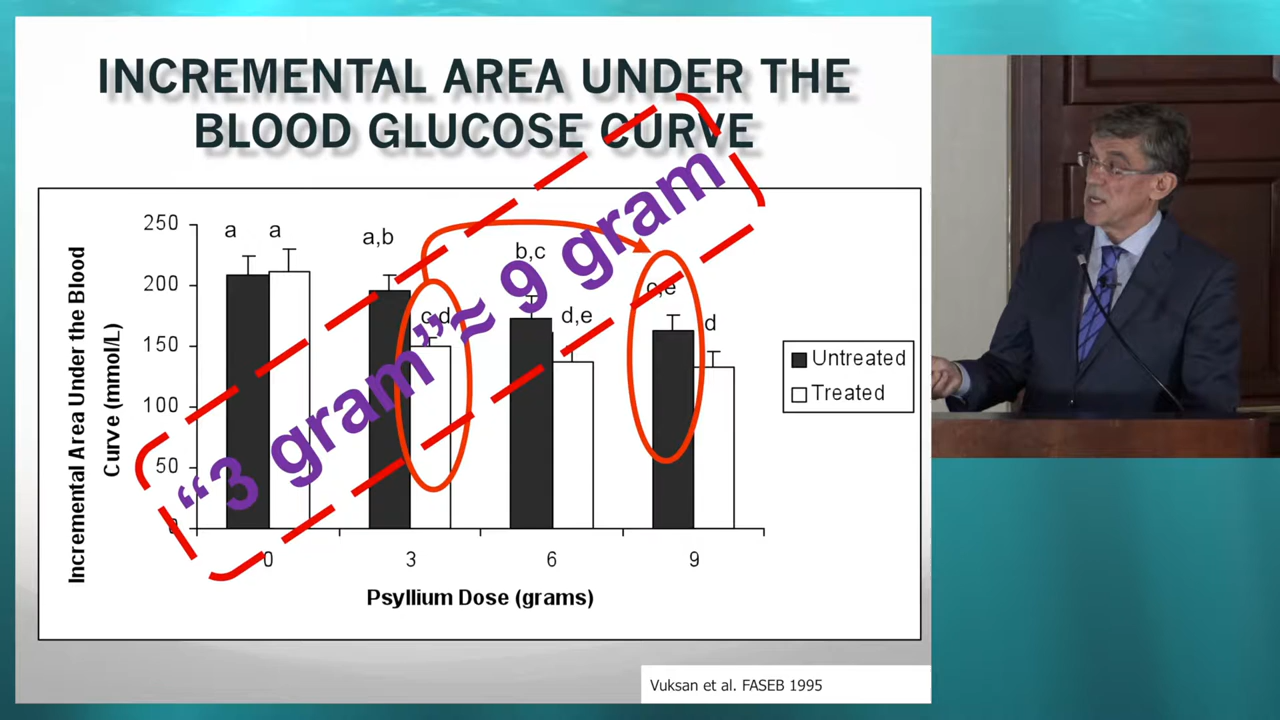 INCREMENTAL AREA UNDER THE
BLOOD GLUCOSE CURVE
Incremental Area Under the Blood
Curve (mmol/L)
250
200
150
100
50
0
a
a
a,b
c,d
b,c
d,e
c,e
d
"3 gram"≈ 9 gram
0
3
6
9
Psyllium Dose (grams)
Untreated
Treated
Vuksan et al. FASEB 1995